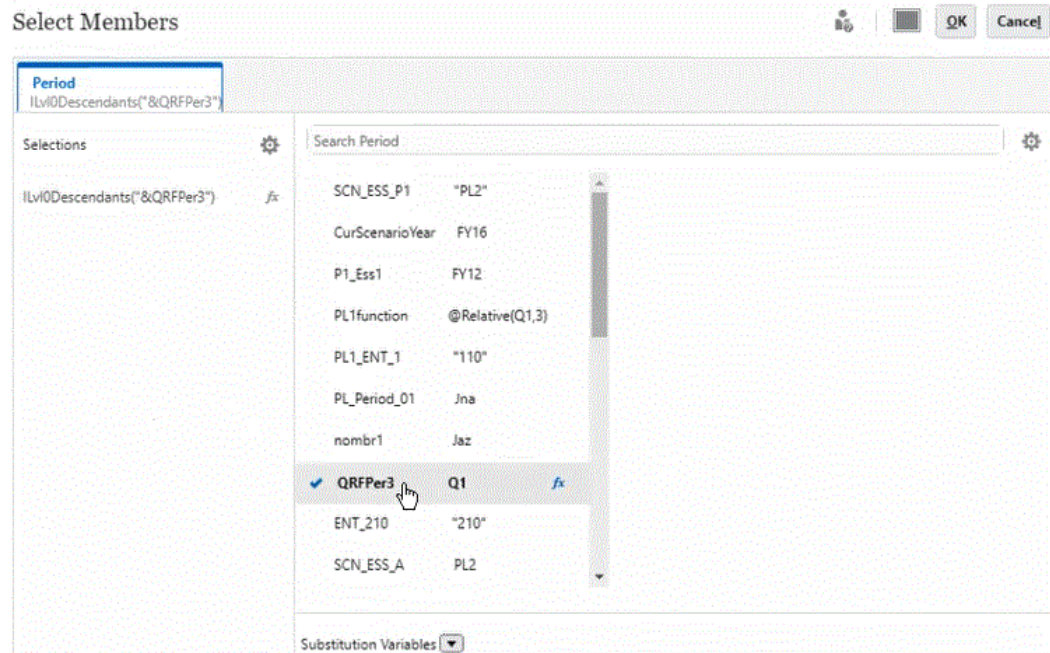 Select Members
OK
Cancel
Period
ILvl0Descendants("&QRFPer3")
Selections
Search Period
ILvl0Descendants("&QRFPer3") fx
SCN_ESS_P1 "PL2"
CurScenarioYear FY16
P1_Ess1 FY12
PL1function @Relative(Q1,3)
PL1_ENT_1 "110"
PL_Period_01 Jna
nombr1 Jaz
QRFPer3 Q1 fx
ENT_210 "210"
SCN_ESS_A PL2
Substitution Variables